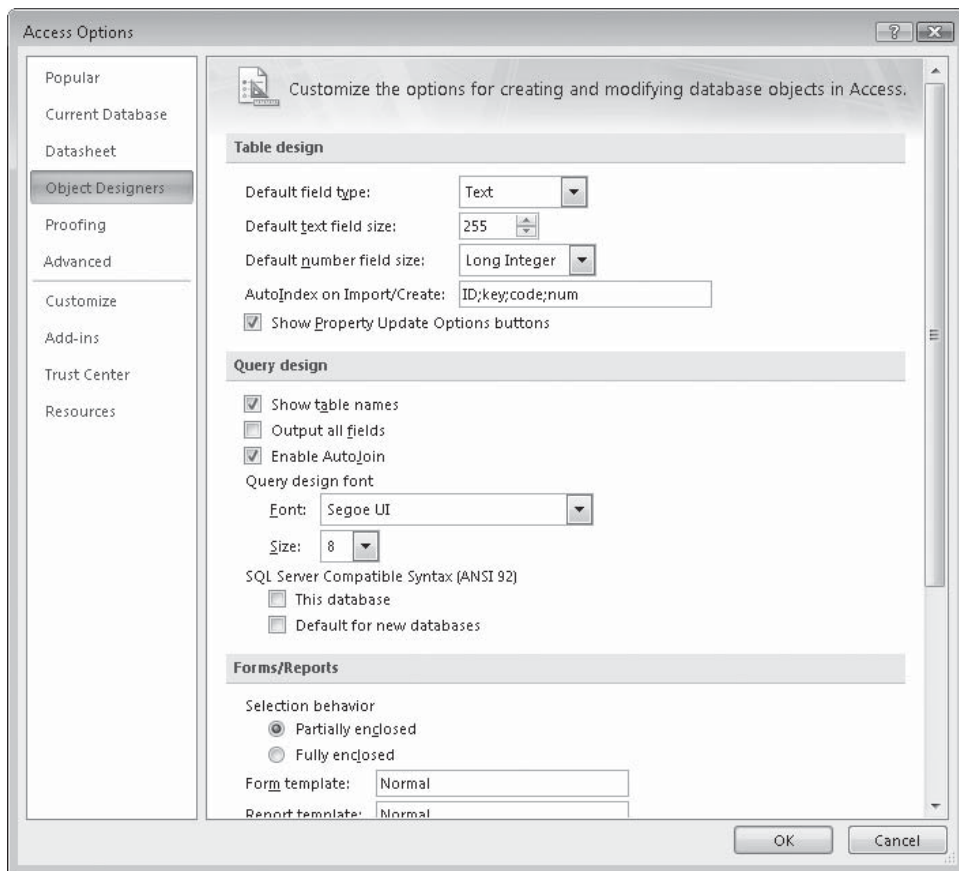 Access Options
Popular
Current Database
Datasheet
Object Designers
Proofing
Advanced
Customize
Add-ins
Trust Center
Resources
Customize the options for creating and modifying database objects in Access.
Table design
Default field type: Text
Default text field size: 255
Default number field size: Long Integer
AutoIndex on Import/Create: ID;key;code;num
Show Property Update Options buttons
Query design
Show table names
Output all fields
Enable AutoJoin
Query design font
Font: Segoe UI
Size: 8
SQL Server Compatible Syntax (ANSI 92)
This database
Default for new databases
Forms/Reports
Selection behavior
Partially enclosed
Fully enclosed
Form template: Normal
Report template: Normal
OK Cancel